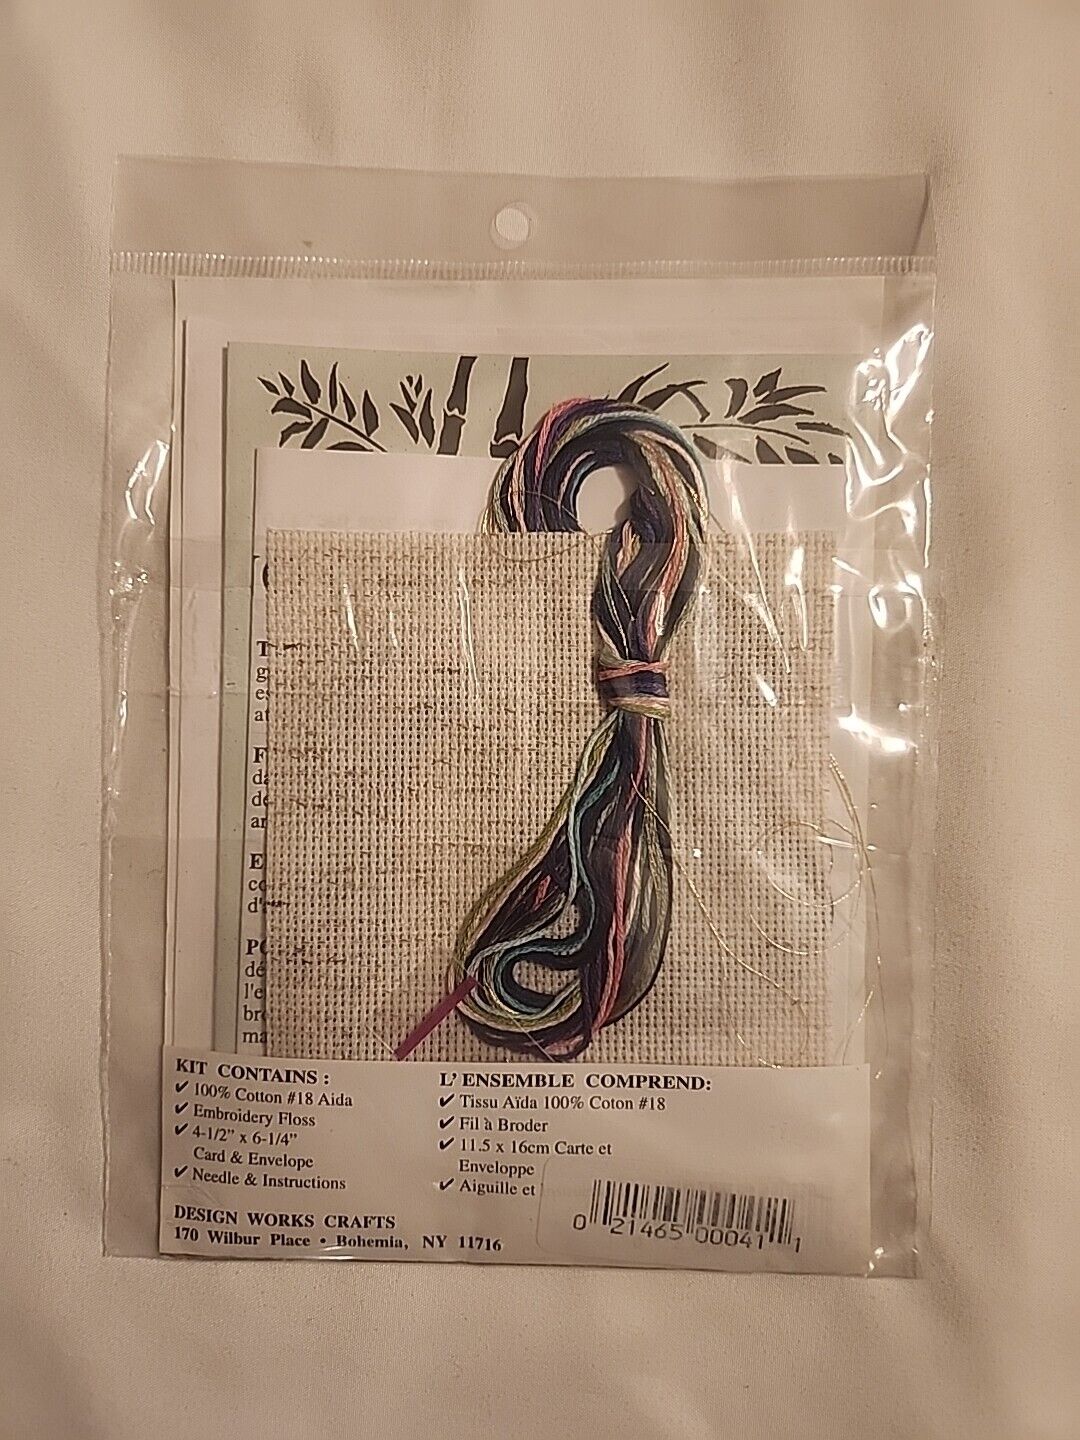 KIT CONTAINS :
✔ 100% Cotton #18 Aida
✔ Embroidery Floss
✔ 4-1/2” x 6-1/4”
Card & Envelope
✔ Needle & Instructions
L’ ENSEMBLE COMPREND:
✔ Tissu Aïda 100% Coton #18
✔ Fil à Broder
✔ 11.5 x 16cm Carte et
Enveloppe
✔ Aiguille et
DESIGN WORKS CRAFTS
170 Wilbur Place • Bohemia, NY 11716
0 21465 00041 1